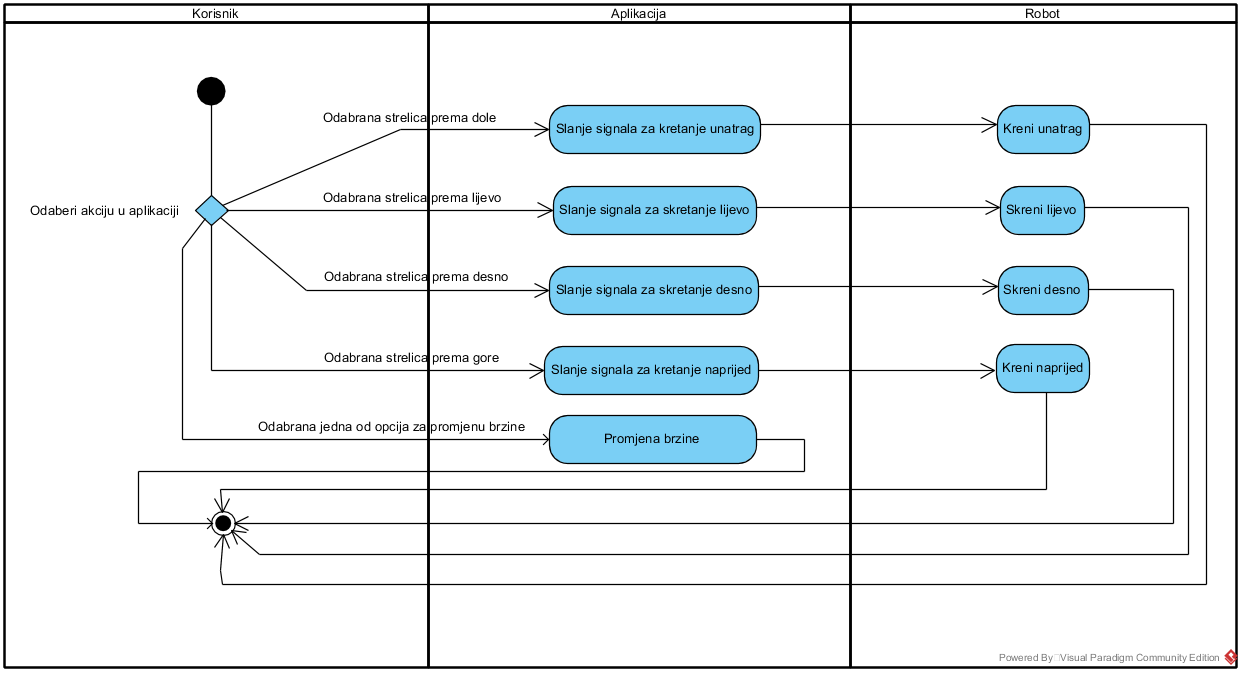 Korisnik
Aplikacija
Robot
Odabrana strelica prema dole
Slanje signala za kretanje unatrag
Kreni unatrag
Odaberi akciju u aplikaciji
Odabrana strelica prema lijevo
Slanje signala za skretanje lijevo
Skreni lijevo
Odabrana strelica prema desno
Slanje signala za skretanje desno
Skreni desno
Odabrana strelica prema gore
Slanje signala za kretanje naprijed
Kreni naprijed
Odabrana jedna od opcija za promjenu brzine
Promjena brzine
Powered By Visual Paradigm Community Edition